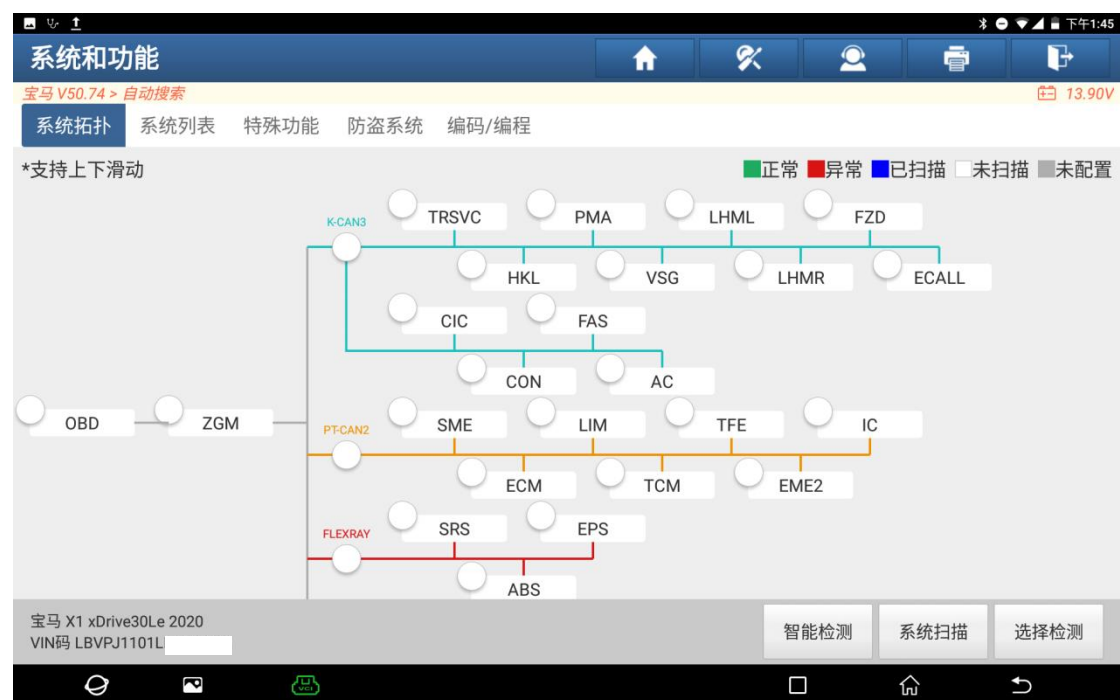 下午1:45
系统和功能
宝马 V50.74 > 自动搜索
13.90V
系统拓扑 系统列表 特殊功能 防盗系统 编码/编程
*支持上下滑动
正常 异常 已扫描 未扫描 未配置
K-CAN3
TRSVC PMA LHML FZD
HKL VSG LHMR ECALL
CIC FAS
CON AC
OBD ZGM
PT-CAN2
SME LIM TFE IC
ECM TCM EME2
FLEXRAY
SRS EPS
ABS
宝马 X1 xDrive30Le 2020
VIN码 LBVPJ1101L
智能检测 系统扫描 选择检测
VCI